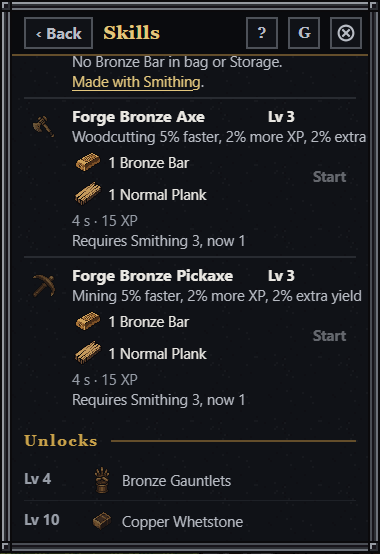 ‹ Back
Skills
?
G
No Bronze Bar in bag or Storage.
Made with Smithing.
Forge Bronze Axe
Lv 3
Woodcutting 5% faster, 2% more XP, 2% extra
1 Bronze Bar
1 Normal Plank
Start
4 s · 15 XP
Requires Smithing 3, now 1
Forge Bronze Pickaxe
Lv 3
Mining 5% faster, 2% more XP, 2% extra yield
1 Bronze Bar
1 Normal Plank
Start
4 s · 15 XP
Requires Smithing 3, now 1
Unlocks
Lv 4
Bronze Gauntlets
Lv 10
Copper Whetstone